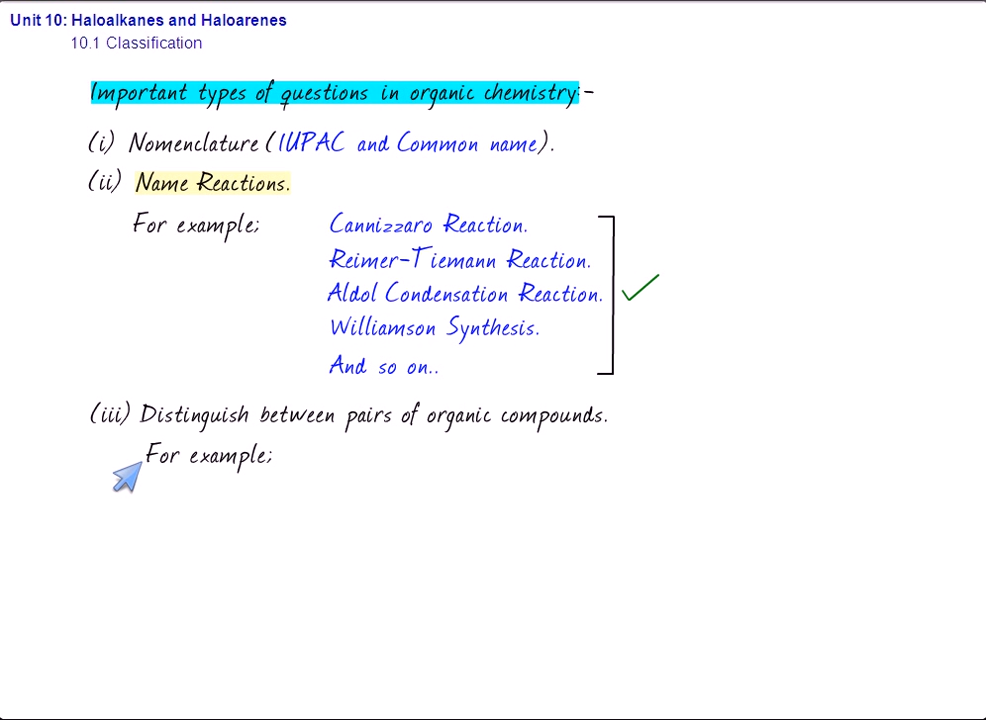 Unit 10: Haloalkanes and Haloarenes
10.1 Classification
Important types of questions in organic chemistry:-
(i) Nomenclature (IUPAC and Common name).
(ii) Name Reactions.
For example; Cannizzaro Reaction.
Reimer-Tiemann Reaction.
Aldol Condensation Reaction.
Williamson Synthesis.
And so on..
(iii) Distinguish between pairs of organic compounds.
For example;